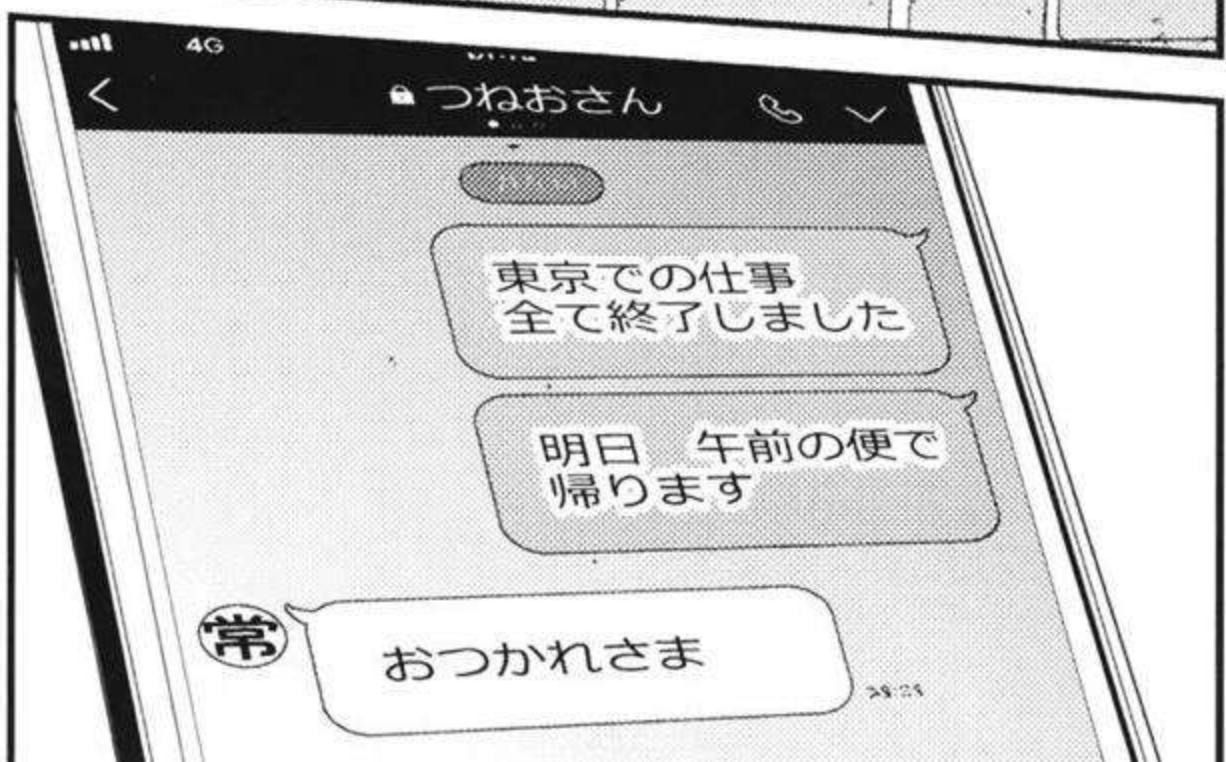 4G
つねおさん
東京での仕事
全て終了しました
明日　午前の便で
帰ります
常
おつかれさま